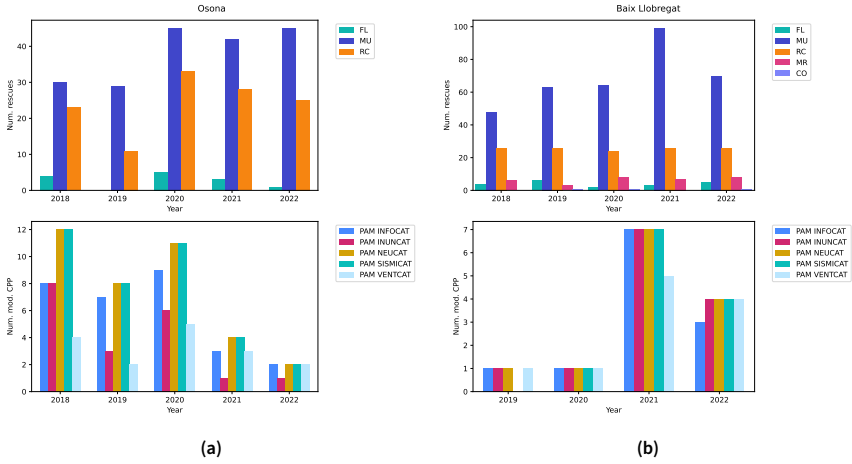 Osona
Num. rescues
40
30
20
10
0
2018 2019 2020 2021 2022
Year
FL
MU
RC
Baix Llobregat
Num. rescues
100
80
60
40
20
0
2018 2019 2020 2021 2022
Year
FL
MU
RC
MR
CO
Num. mod. CPP
12
10
8
6
4
2
0
2018 2019 2020 2021 2022
Year
PAM INFOCAT
PAM INUNCAT
PAM NEUCAT
PAM SISMICAT
PAM VENTCAT
Num. mod. CPP
7
6
5
4
3
2
1
0
2019 2020 2021 2022
Year
PAM INFOCAT
PAM INUNCAT
PAM NEUCAT
PAM SISMICAT
PAM VENTCAT
(a)
(b)